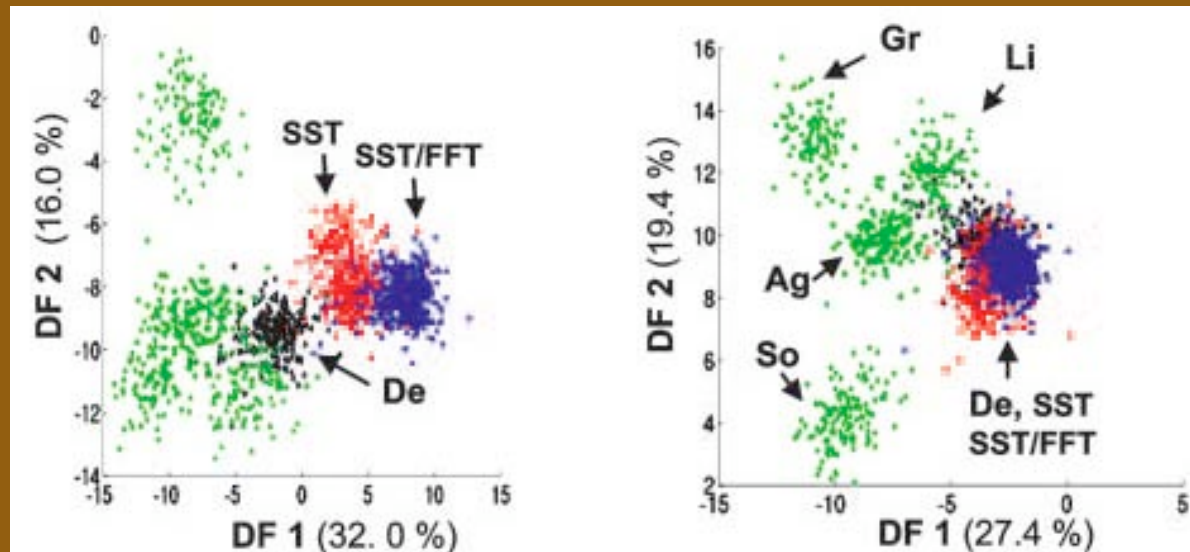 0
-2
-4
-6
-8
-10
-12
-14
-15
-10
-5
0
5
10
15
DF 2 (16.0 %)
DF 1 (32. 0 %)
SST
SST/FFT
De
16
14
12
10
8
6
4
2
-15
-10
-5
0
5
DF 2 (19.4 %)
DF 1 (27.4 %)
Gr
Li
Ag
So
De, SST
SST/FFT